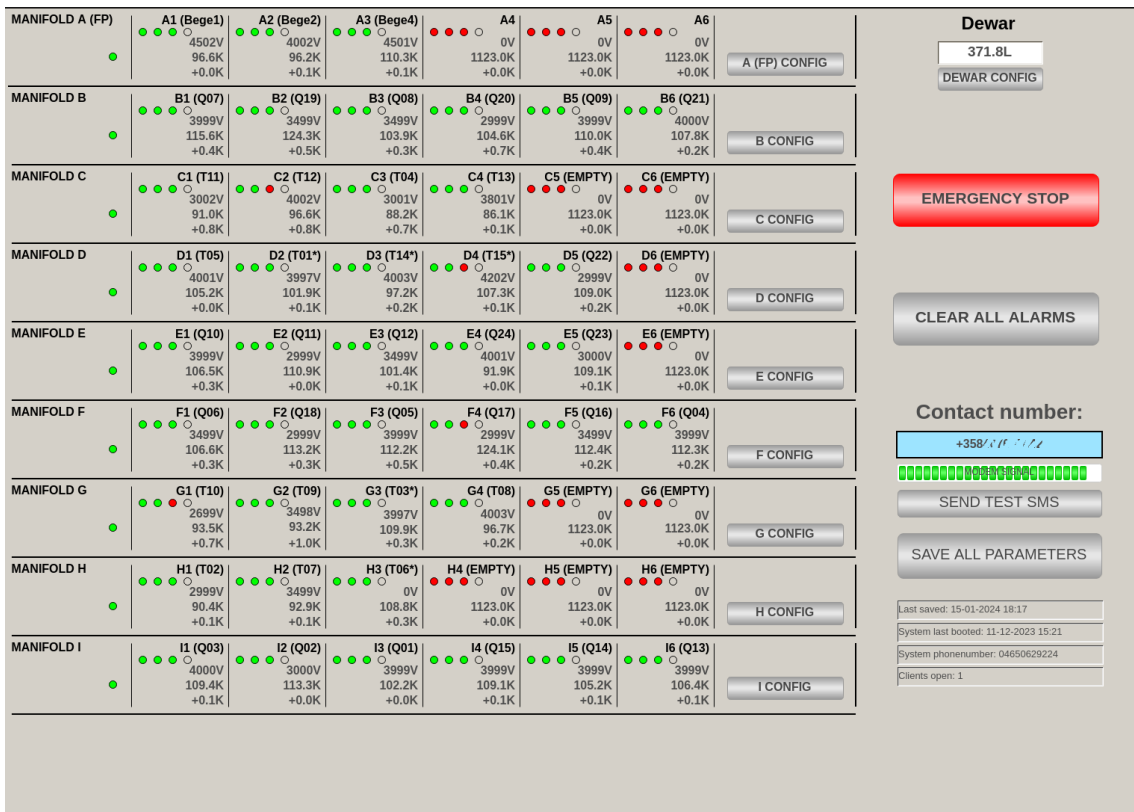 MANIFOLD A (FP) A1 (Bege1) A2 (Bege2) A3 (Bege4) A4 A5 A6
4502V 4002V 4501V 0V 0V 0V
96.6K 96.2K 110.3K 1123.0K 1123.0K 1123.0K A (FP) CONFIG
+0.0K +0.1K +0.1K +0.0K +0.0K +0.0K
MANIFOLD B B1 (Q07) B2 (Q19) B3 (Q08) B4 (Q20) B5 (Q09) B6 (Q21)
3999V 3499V 3499V 2999V 3999V 4000V
115.6K 124.3K 103.9K 104.6K 110.0K 107.8K B CONFIG
+0.4K +0.5K +0.3K +0.7K +0.4K +0.2K
MANIFOLD C C1 (T11) C2 (T12) C3 (T04) C4 (T13) C5 (EMPTY) C6 (EMPTY)
3002V 4002V 3001V 3801V 0V 0V
91.0K 96.6K 88.2K 86.1K 1123.0K 1123.0K C CONFIG
+0.8K +0.8K +0.7K +0.1K +0.0K +0.0K
MANIFOLD D D1 (T05) D2 (T01*) D3 (T14*) D4 (T15*) D5 (Q22) D6 (EMPTY)
4001V 3997V 4003V 4202V 2999V 0V
105.2K 101.9K 97.2K 107.3K 109.0K 1123.0K D CONFIG
+0.0K +0.1K +0.2K +0.1K +0.2K +0.0K
MANIFOLD E E1 (Q10) E2 (Q11) E3 (Q12) E4 (Q24) E5 (Q23) E6 (EMPTY)
3999V 2999V 3499V 4001V 3000V 0V
106.5K 110.9K 101.4K 91.9K 109.1K 1123.0K E CONFIG
+0.3K +0.0K +0.1K +0.0K +0.1K +0.0K
MANIFOLD F F1 (Q06) F2 (Q18) F3 (Q05) F4 (Q17) F5 (Q16) F6 (Q04)
3499V 2999V 3999V 2999V 3499V 3999V
106.6K 113.2K 112.2K 124.1K 112.4K 112.3K F CONFIG
+0.3K +0.3K +0.5K +0.4K +0.2K +0.2K
MANIFOLD G G1 (T10) G2 (T09) G3 (T03*) G4 (T08) G5 (EMPTY) G6 (EMPTY)
2699V 3498V 3997V 4003V 0V 0V
93.5K 93.2K 109.9K 96.7K 1123.0K 1123.0K G CONFIG
+0.7K +1.0K +0.3K +0.2K +0.0K +0.0K
MANIFOLD H H1 (T02) H2 (T07) H3 (T06*) H4 (EMPTY) H5 (EMPTY) H6 (EMPTY)
2999V 3499V 0V 0V 0V 0V
90.4K 92.9K 108.8K 1123.0K 1123.0K 1123.0K H CONFIG
+0.1K +0.1K +0.3K +0.0K +0.0K +0.0K
MANIFOLD I I1 (Q03) I2 (Q02) I3 (Q01) I4 (Q15) I5 (Q14) I6 (Q13)
4000V 3000V 3999V 3999V 3999V 3999V
109.4K 113.3K 102.2K 109.1K 105.2K 106.4K I CONFIG
+0.1K +0.0K +0.0K +0.1K +0.1K +0.1K
Dewar
371.8L
DEWAR CONFIG
EMERGENCY STOP
CLEAR ALL ALARMS
Contact number:
+358
MODEM SIGNAL
SEND TEST SMS
SAVE ALL PARAMETERS
Last saved: 15-01-2024 18:17
System last booted: 11-12-2023 15:21
System phonenumber: 04650629224
Clients open: 1